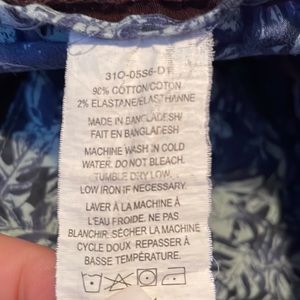 310-0556-DT
98% COTTON/COTON
2% ELASTANE/ELASTHANNE
MADE IN BANGLADESH/
FAIT EN BANGLADESH
MACHINE WASH IN COLD
WATER. DO NOT BLEACH.
TUMBLE DRY LOW.
LOW IRON IF NECESSARY.
LAVER À LA MACHINE À
L'EAU FROIDE. NE PAS
BLANCHIR. SÉCHER LA MACHINE
CYCLE DOUX. REPASSER À
BASSE TEMPÉRATURE.